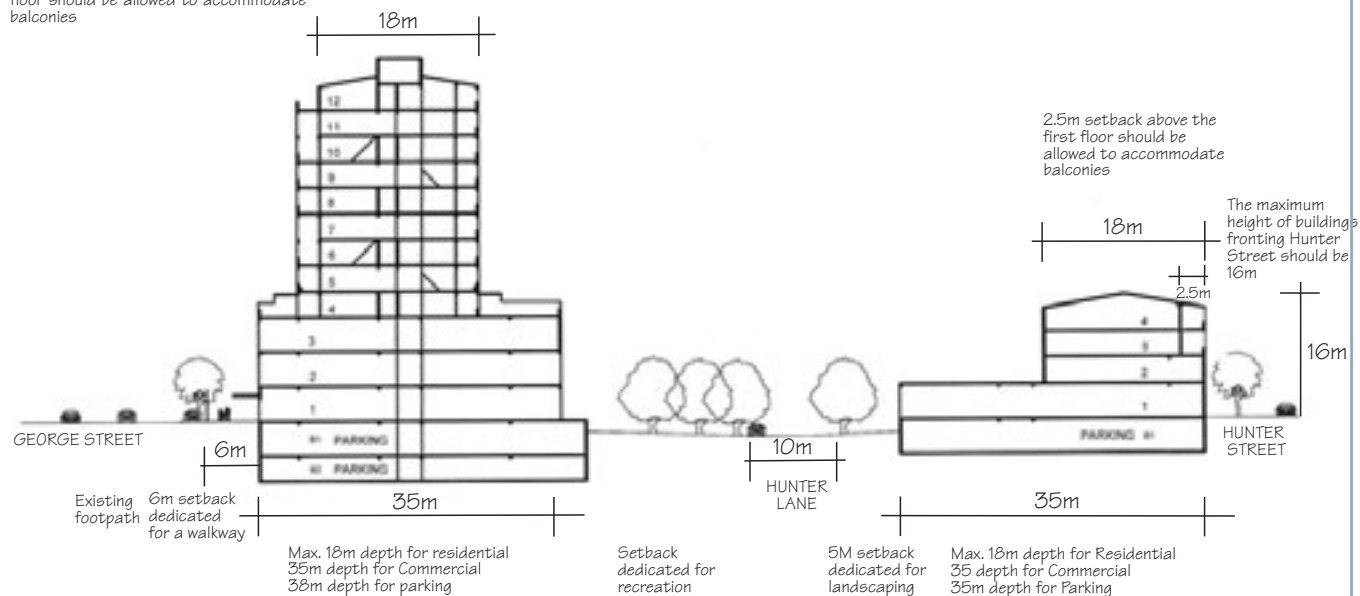 floor should be allowed to accommodate
balconies
18m
12
11
10
9
8
7
6
5
4
3
2
1
PARKING
PARKING
GEORGE STREET
6m
Existing
footpath
6m setback
dedicated
for a walkway
35m
Max. 18m depth for residential
35m depth for Commercial
38m depth for parking
10m
HUNTER
LANE
Setback
dedicated for
recreation
5M setback
dedicated for
landscaping
2.5m setback above the
first floor should be
allowed to accommodate
balconies
18m
The maximum
height of buildings
fronting Hunter
Street should be
16m
2.5m
16m
4
3
2
1
PARKING
HUNTER
STREET
35m
Max. 18m depth for Residential
35 depth for Commercial
35m depth for Parking